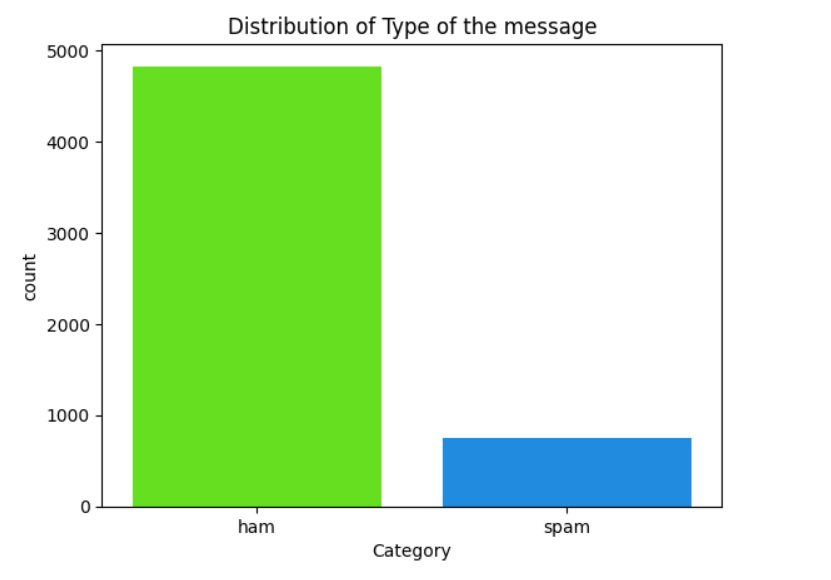 Distribution of Type of the message
5000
4000
3000
2000
1000
0
count
ham
spam
Category